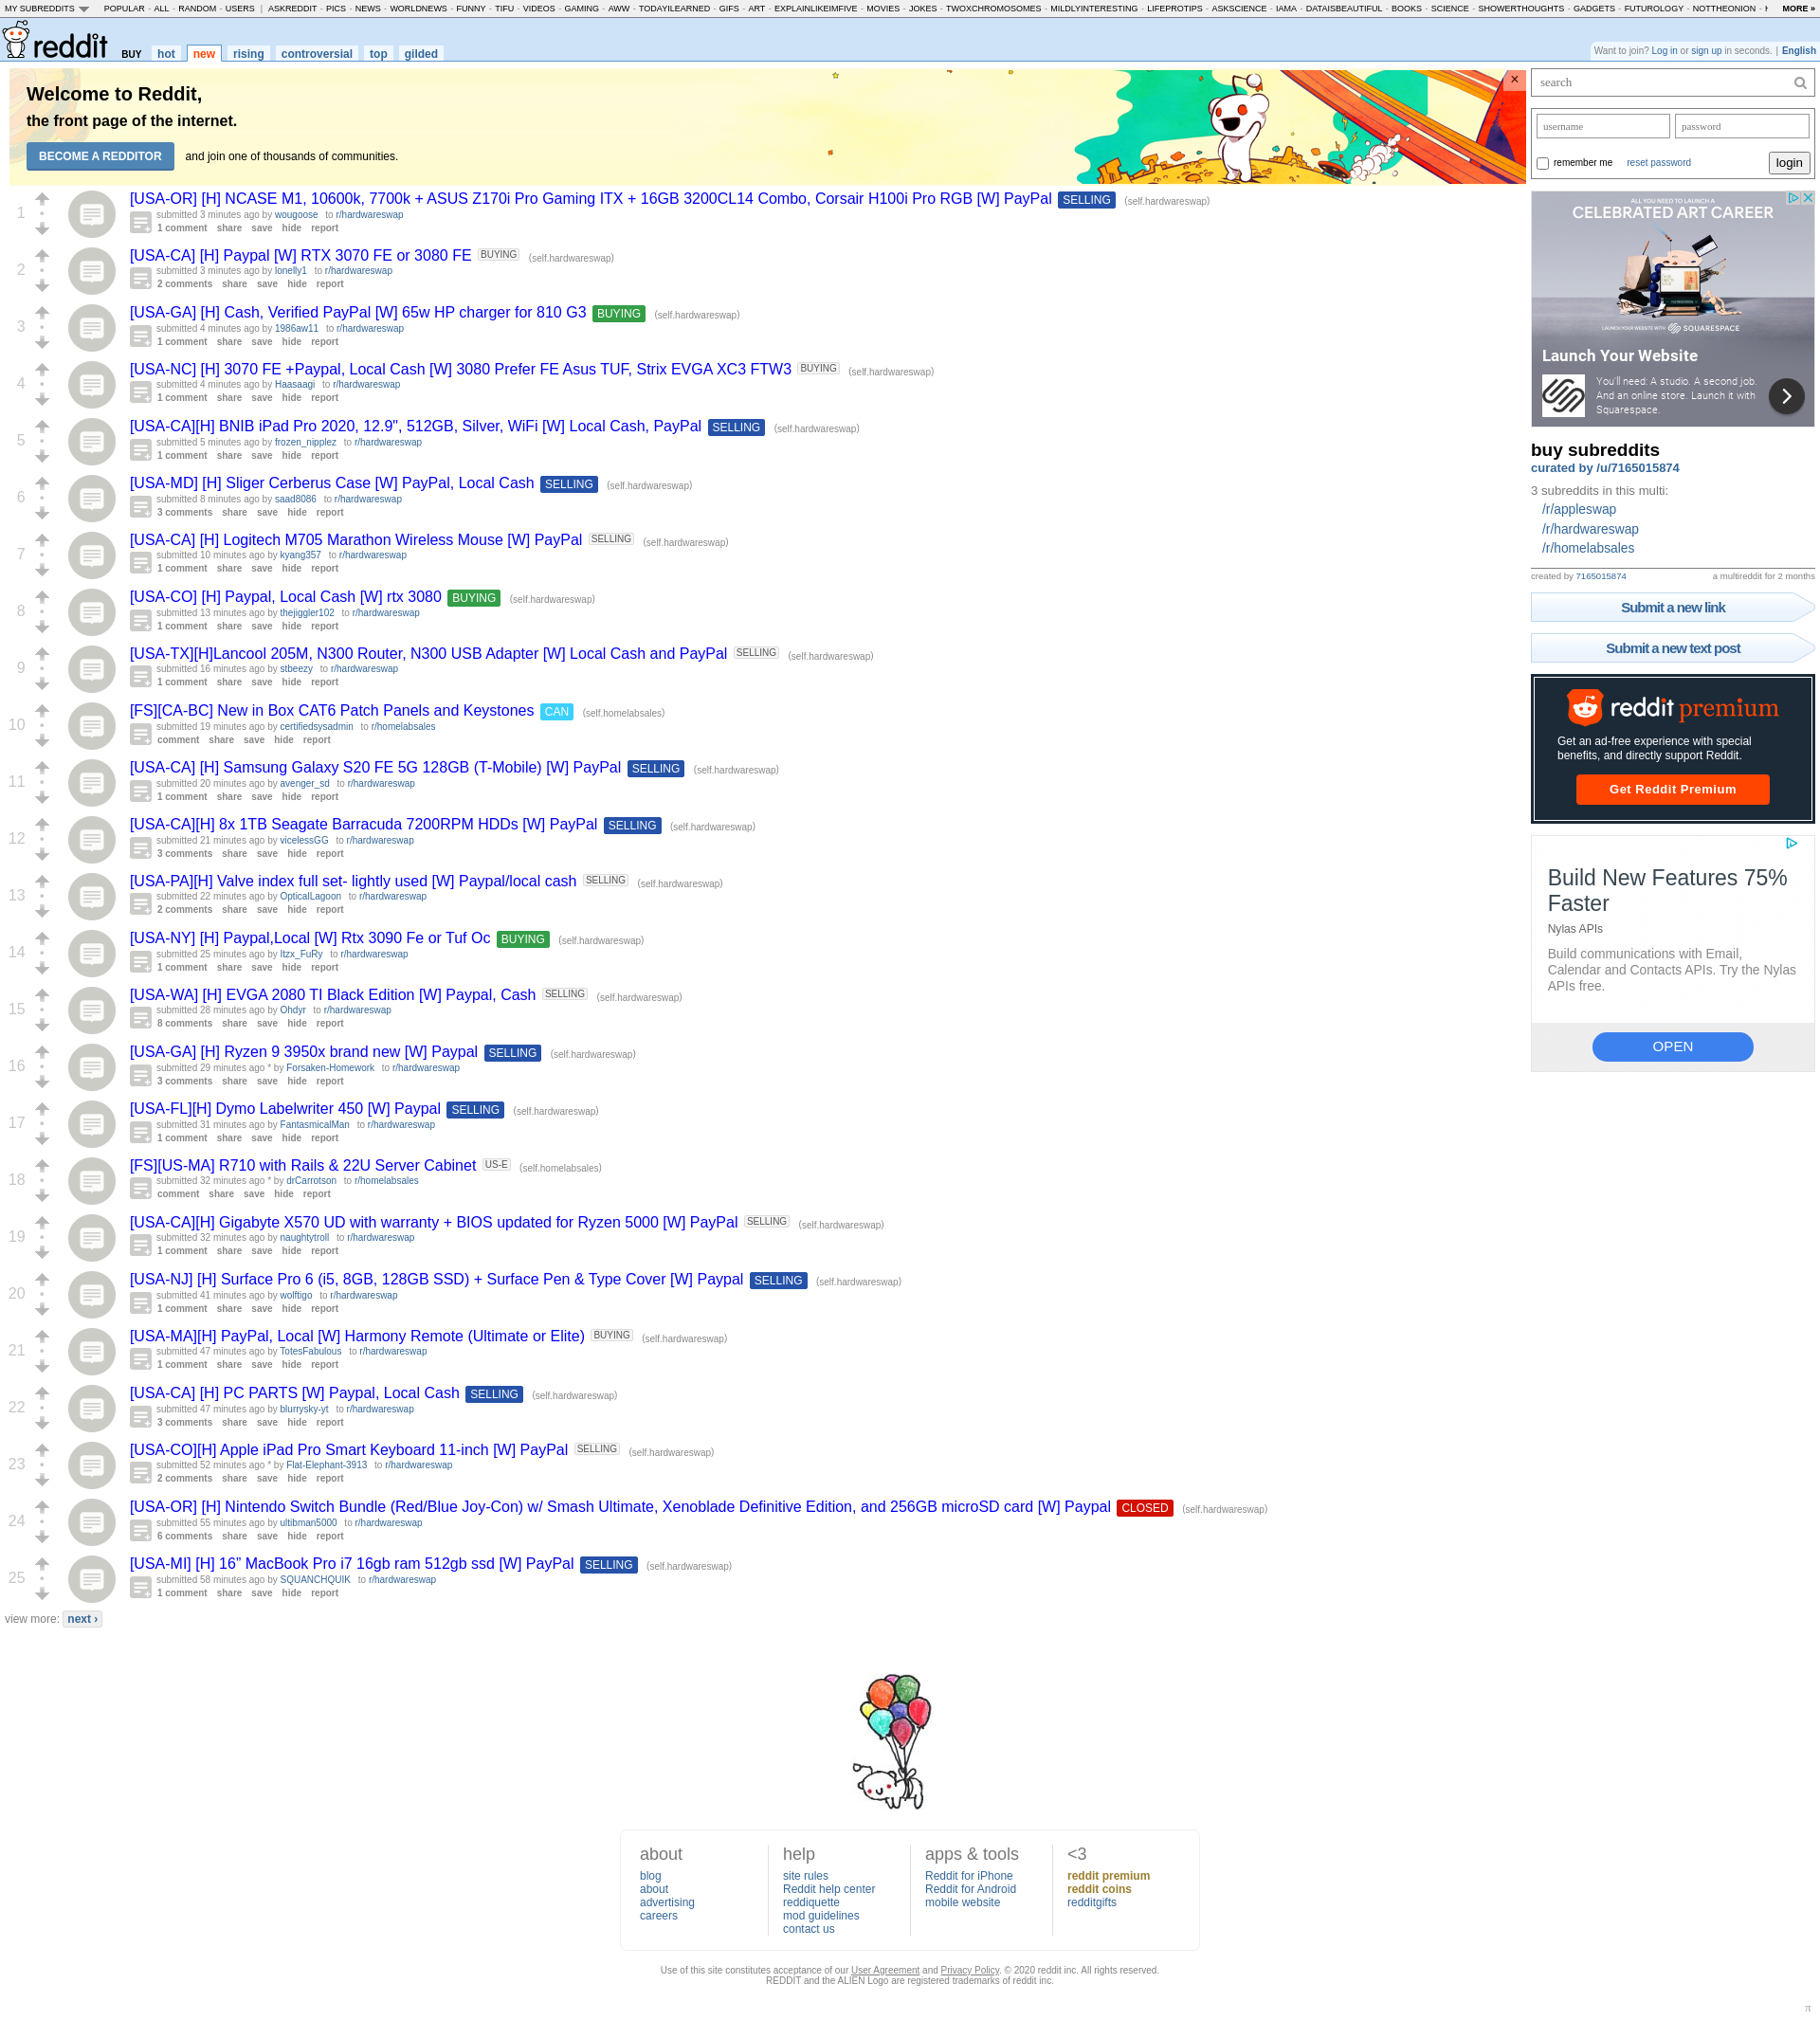 MY SUBREDDITS POPULAR - ALL - RANDOM - USERS | ASKREDDIT - PICS - NEWS - WORLDNEWS - FUNNY - TIFU - VIDEOS - GAMING - AWW - TODAYILEARNED - GIFS - ART - EXPLAINLIKEIMFIVE - MOVIES - JOKES - TWOXCHROMOSOMES - MILDLYINTERESTING - LIFEPROTIPS - ASKSCIENCE - IAMA - DATAISBEAUTIFUL - BOOKS - SCIENCE - SHOWERTHOUGHTS - GADGETS - FUTUROLOGY - NOTTHEONION - MORE »
reddit BUY hot new rising controversial top gilded
Want to join? Log in or sign up in seconds. | English
Welcome to Reddit,
the front page of the internet.
BECOME A REDDITOR and join one of thousands of communities.
×
1
[USA-OR] [H] NCASE M1, 10600k, 7700k + ASUS Z170i Pro Gaming ITX + 16GB 3200CL14 Combo, Corsair H100i Pro RGB [W] PayPal SELLING (self.hardwareswap)
submitted 3 minutes ago by wougoose to r/hardwareswap
1 comment share save hide report
2
[USA-CA] [H] Paypal [W] RTX 3070 FE or 3080 FE BUYING (self.hardwareswap)
submitted 3 minutes ago by lonelly1 to r/hardwareswap
2 comments share save hide report
3
[USA-GA] [H] Cash, Verified PayPal [W] 65w HP charger for 810 G3 BUYING (self.hardwareswap)
submitted 4 minutes ago by 1986aw11 to r/hardwareswap
1 comment share save hide report
4
[USA-NC] [H] 3070 FE +Paypal, Local Cash [W] 3080 Prefer FE Asus TUF, Strix EVGA XC3 FTW3 BUYING (self.hardwareswap)
submitted 4 minutes ago by Haasaagi to r/hardwareswap
1 comment share save hide report
5
[USA-CA][H] BNIB iPad Pro 2020, 12.9", 512GB, Silver, WiFi [W] Local Cash, PayPal SELLING (self.hardwareswap)
submitted 5 minutes ago by frozen_nipplez to r/hardwareswap
1 comment share save hide report
6
[USA-MD] [H] Sliger Cerberus Case [W] PayPal, Local Cash SELLING (self.hardwareswap)
submitted 8 minutes ago by saad8086 to r/hardwareswap
3 comments share save hide report
7
[USA-CA] [H] Logitech M705 Marathon Wireless Mouse [W] PayPal SELLING (self.hardwareswap)
submitted 10 minutes ago by kyang357 to r/hardwareswap
1 comment share save hide report
8
[USA-CO] [H] Paypal, Local Cash [W] rtx 3080 BUYING (self.hardwareswap)
submitted 13 minutes ago by thejiggler102 to r/hardwareswap
1 comment share save hide report
9
[USA-TX][H]Lancool 205M, N300 Router, N300 USB Adapter [W] Local Cash and PayPal SELLING (self.hardwareswap)
submitted 16 minutes ago by stbeezy to r/hardwareswap
1 comment share save hide report
10
[FS][CA-BC] New in Box CAT6 Patch Panels and Keystones CAN (self.homelabsales)
submitted 19 minutes ago by certifiedsysadmin to r/homelabsales
comment share save hide report
11
[USA-CA] [H] Samsung Galaxy S20 FE 5G 128GB (T-Mobile) [W] PayPal SELLING (self.hardwareswap)
submitted 20 minutes ago by avenger_sd to r/hardwareswap
1 comment share save hide report
12
[USA-CA][H] 8x 1TB Seagate Barracuda 7200RPM HDDs [W] PayPal SELLING (self.hardwareswap)
submitted 21 minutes ago by vicelessGG to r/hardwareswap
3 comments share save hide report
13
[USA-PA][H] Valve index full set- lightly used [W] Paypal/local cash SELLING (self.hardwareswap)
submitted 22 minutes ago by OpticalLagoon to r/hardwareswap
2 comments share save hide report
14
[USA-NY] [H] Paypal,Local [W] Rtx 3090 Fe or Tuf Oc BUYING (self.hardwareswap)
submitted 25 minutes ago by Itzx_FuRy to r/hardwareswap
1 comment share save hide report
15
[USA-WA] [H] EVGA 2080 TI Black Edition [W] Paypal, Cash SELLING (self.hardwareswap)
submitted 28 minutes ago by Ohdyr to r/hardwareswap
8 comments share save hide report
16
[USA-GA] [H] Ryzen 9 3950x brand new [W] Paypal SELLING (self.hardwareswap)
submitted 29 minutes ago * by Forsaken-Homework to r/hardwareswap
3 comments share save hide report
17
[USA-FL][H] Dymo Labelwriter 450 [W] Paypal SELLING (self.hardwareswap)
submitted 31 minutes ago by FantasmicalMan to r/hardwareswap
1 comment share save hide report
18
[FS][US-MA] R710 with Rails & 22U Server Cabinet US-E (self.homelabsales)
submitted 32 minutes ago * by drCarrotson to r/homelabsales
comment share save hide report
19
[USA-CA][H] Gigabyte X570 UD with warranty + BIOS updated for Ryzen 5000 [W] PayPal SELLING (self.hardwareswap)
submitted 32 minutes ago by naughtytroll to r/hardwareswap
1 comment share save hide report
20
[USA-NJ] [H] Surface Pro 6 (i5, 8GB, 128GB SSD) + Surface Pen & Type Cover [W] Paypal SELLING (self.hardwareswap)
submitted 41 minutes ago by wolftigo to r/hardwareswap
1 comment share save hide report
21
[USA-MA][H] PayPal, Local [W] Harmony Remote (Ultimate or Elite) BUYING (self.hardwareswap)
submitted 47 minutes ago by TotesFabulous to r/hardwareswap
1 comment share save hide report
22
[USA-CA] [H] PC PARTS [W] Paypal, Local Cash SELLING (self.hardwareswap)
submitted 47 minutes ago by blurrysky-yt to r/hardwareswap
3 comments share save hide report
23
[USA-CO][H] Apple iPad Pro Smart Keyboard 11-inch [W] PayPal SELLING (self.hardwareswap)
submitted 52 minutes ago * by Flat-Elephant-3913 to r/hardwareswap
2 comments share save hide report
24
[USA-OR] [H] Nintendo Switch Bundle (Red/Blue Joy-Con) w/ Smash Ultimate, Xenoblade Definitive Edition, and 256GB microSD card [W] Paypal CLOSED (self.hardwareswap)
submitted 55 minutes ago by ultibman5000 to r/hardwareswap
6 comments share save hide report
25
[USA-MI] [H] 16” MacBook Pro i7 16gb ram 512gb ssd [W] PayPal SELLING (self.hardwareswap)
submitted 58 minutes ago by SQUANCHQUIK to r/hardwareswap
1 comment share save hide report
view more: next ›
search
username password
remember me reset password login
ALL YOU NEED TO LAUNCH A
CELEBRATED ART CAREER
LAUNCH YOUR WEBSITE WITH SQUARESPACE
Launch Your Website
You'll need: A studio. A second job.
And an online store. Launch it with
Squarespace.
buy subreddits
curated by /u/7165015874
3 subreddits in this multi:
/r/appleswap
/r/hardwareswap
/r/homelabsales
created by 7165015874 a multireddit for 2 months
Submit a new link
Submit a new text post
reddit premium
Get an ad-free experience with special
benefits, and directly support Reddit.
Get Reddit Premium
Build New Features 75%
Faster
Nylas APIs
Build communications with Email,
Calendar and Contacts APIs. Try the Nylas
APIs free.
OPEN
about
blog
about
advertising
careers
help
site rules
Reddit help center
reddiquette
mod guidelines
contact us
apps & tools
Reddit for iPhone
Reddit for Android
mobile website
<3
reddit premium
reddit coins
redditgifts
Use of this site constitutes acceptance of our User Agreement and Privacy Policy. © 2020 reddit inc. All rights reserved.
REDDIT and the ALIEN Logo are registered trademarks of reddit inc.
π